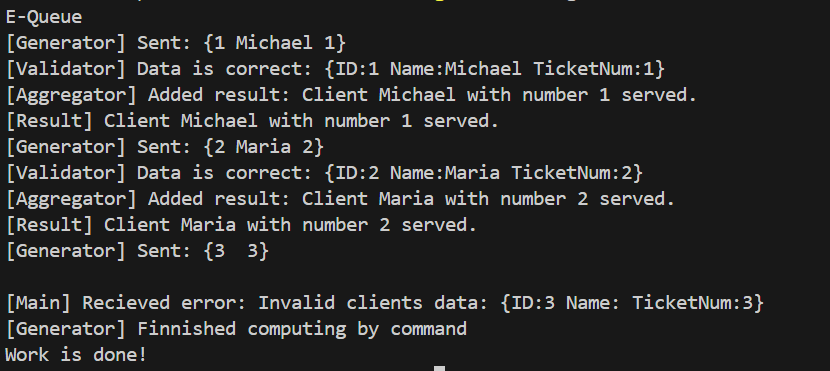 E-Queue
[Generator] Sent: {1 Michael 1}
[Validator] Data is correct: {ID:1 Name:Michael TicketNum:1}
[Aggregator] Added result: Client Michael with number 1 served.
[Result] Client Michael with number 1 served.
[Generator] Sent: {2 Maria 2}
[Validator] Data is correct: {ID:2 Name:Maria TicketNum:2}
[Aggregator] Added result: Client Maria with number 2 served.
[Result] Client Maria with number 2 served.
[Generator] Sent: {3  3}
[Main] Recieved error: Invalid clients data: {ID:3 Name: TicketNum:3}
[Generator] Finnished computing by command
Work is done!